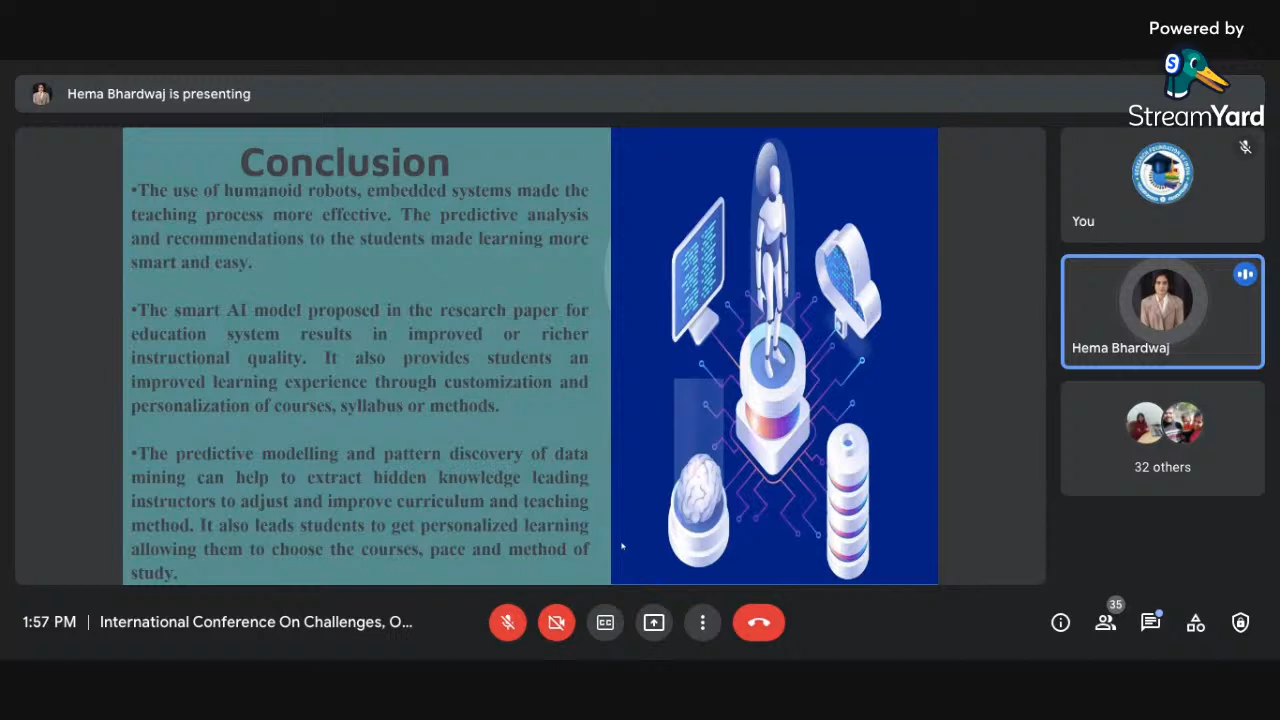 Powered by
S
StreamYard
Hema Bhardwaj is presenting
Conclusion
•The use of humanoid robots, embedded systems made the
teaching process more effective. The predictive analysis
and recommendations to the students made learning more
smart and easy.
•The smart AI model proposed in the research paper for
education system results in improved or richer
instructional quality. It also provides students an
improved learning experience through customization and
personalization of courses, syllabus or methods.
•The predictive modelling and pattern discovery of data
mining can help to extract hidden knowledge leading
instructors to adjust and improve curriculum and teaching
method. It also leads students to get personalized learning
allowing them to choose the courses, pace and method of
study.
You
Hema Bhardwaj
32 others
1:57 PM | International Conference On Challenges, O...
35